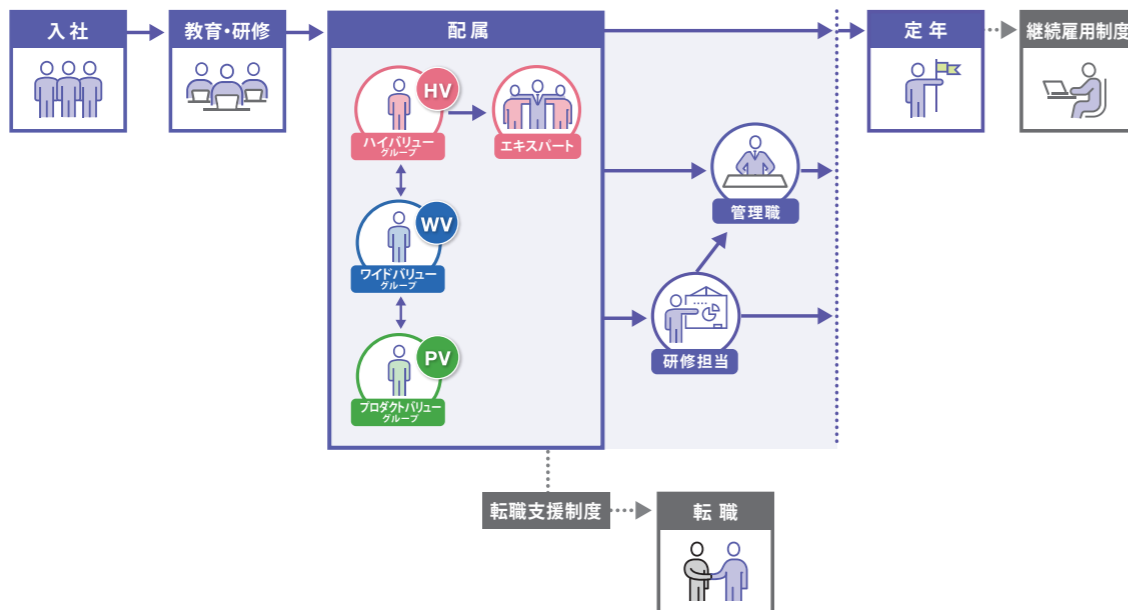 入社
教育・研修
配属
定年
継続雇用制度
HV
ハイバリュー
グループ
エキスパート
WV
ワイドバリュー
グループ
管理職
PV
プロダクトバリュー
グループ
研修担当
転職支援制度
転職